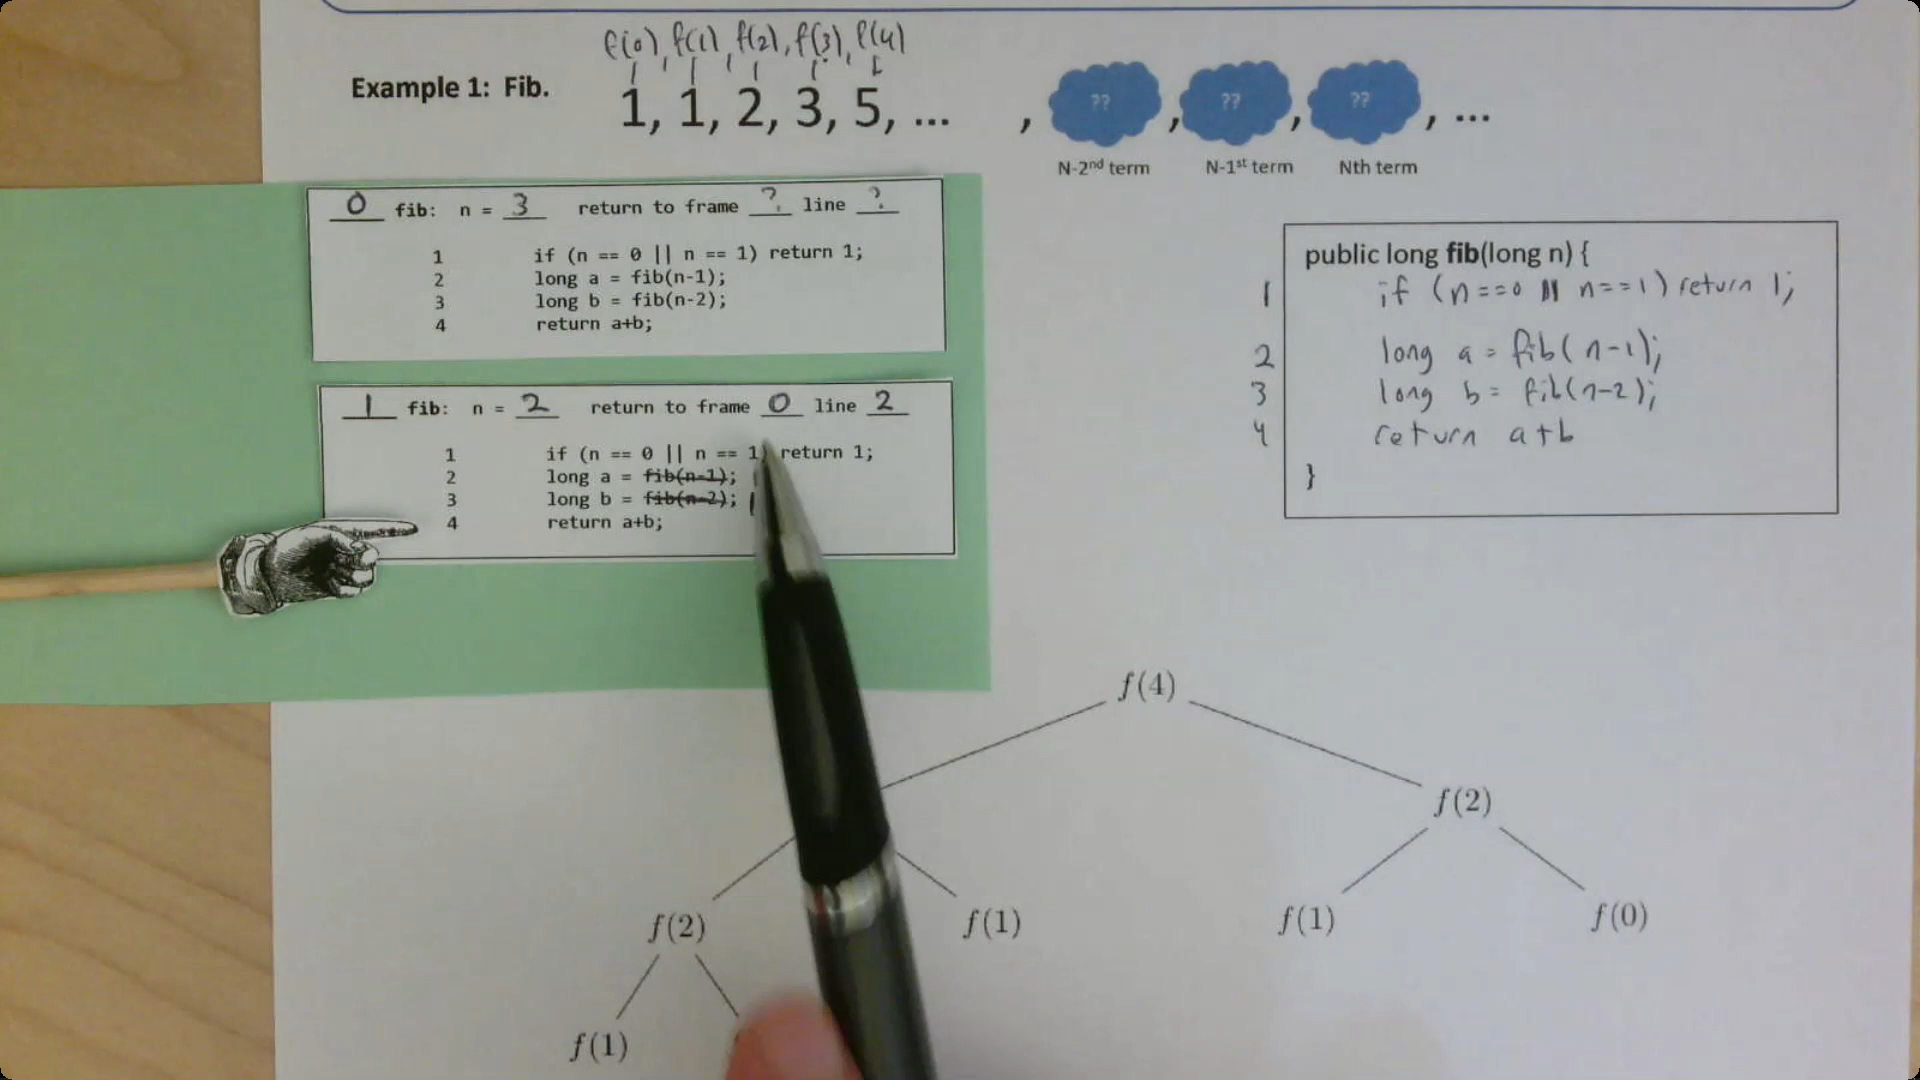 f(0), f(1), f(2), f(3), f(4)
Example 1: Fib.
1, 1, 2, 3, 5, ... , ?? , ?? , ?? , ...
N-2nd term N-1st term Nth term
0 fib: n = 3 return to frame ? line ?
1 if (n == 0 || n == 1) return 1;
2 long a = fib(n-1);
3 long b = fib(n-2);
4 return a+b;
1 fib: n = 2 return to frame 0 line 2
1 if (n == 0 || n == 1) return 1;
2 long a = fib(n-1); 1
3 long b = fib(n-2); 1
4 return a+b;
public long fib(long n) {
1 if (n==0 || n==1) return 1;
2 long a = fib(n-1);
3 long b = fib(n-2);
4 return a+b
}
f(4)
f(2)
f(2) f(1) f(1) f(0)
f(1)